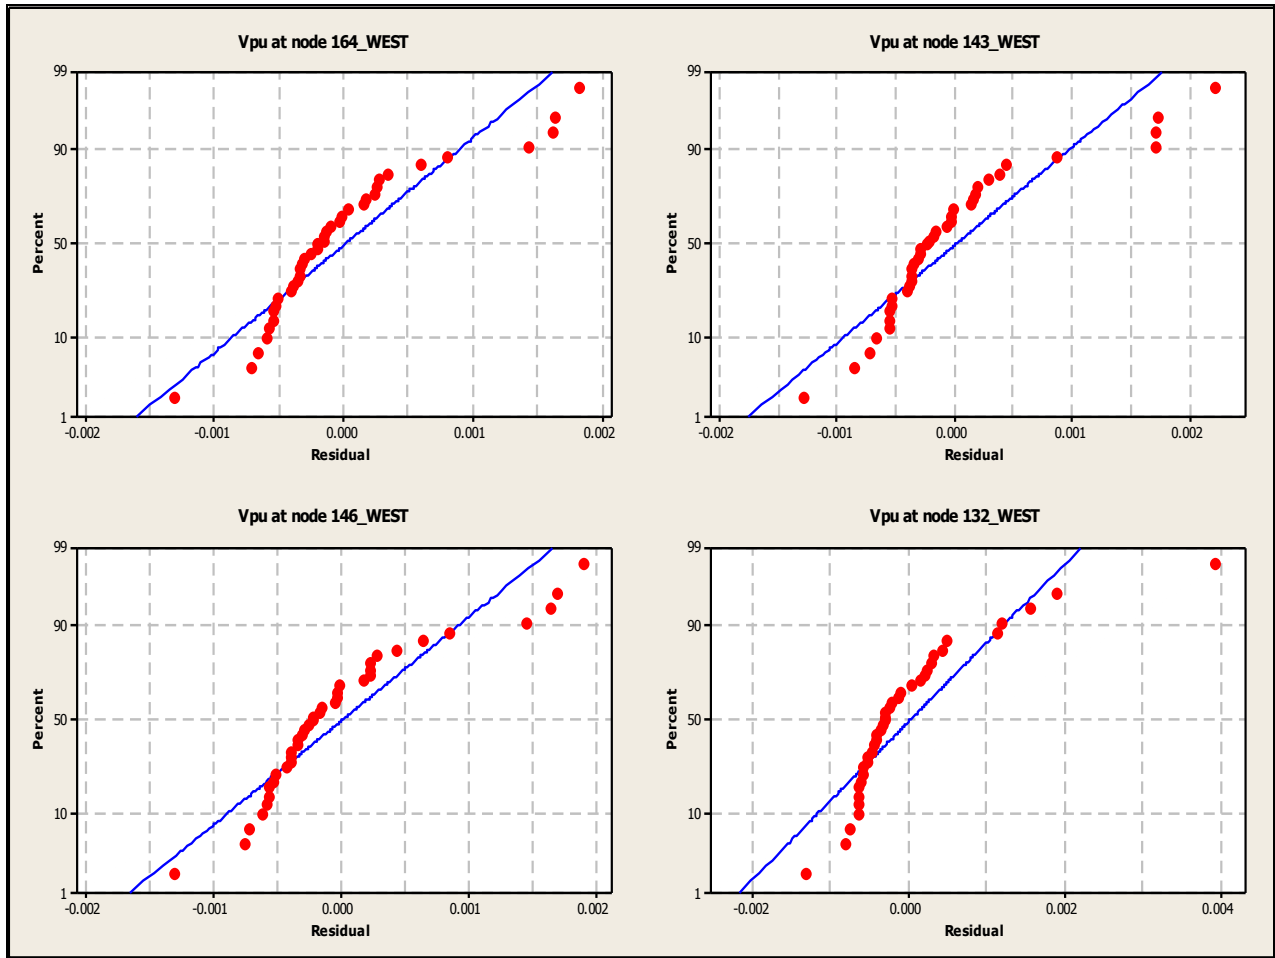 Vpu at node 164_WEST
99
90
50
10
1
Percent
-0.002 -0.001 0.000 0.001 0.002
Residual
Vpu at node 143_WEST
99
90
50
10
1
Percent
-0.002 -0.001 0.000 0.001 0.002
Residual
Vpu at node 146_WEST
99
90
50
10
1
Percent
-0.002 -0.001 0.000 0.001 0.002
Residual
Vpu at node 132_WEST
99
90
50
10
1
Percent
-0.002 0.000 0.002 0.004
Residual